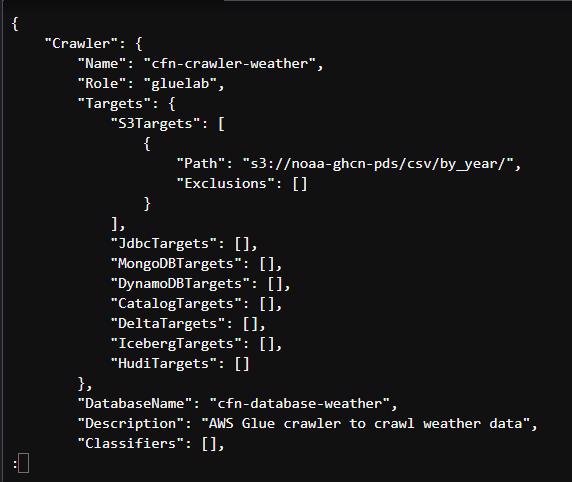 {
    "Crawler": {
        "Name": "cfn-crawler-weather",
        "Role": "gluelab",
        "Targets": {
            "S3Targets": [
                {
                    "Path": "s3://noaa-ghcn-pds/csv/by_year/",
                    "Exclusions": []
                }
            ],
            "JdbcTargets": [],
            "MongoDBTargets": [],
            "DynamoDBTargets": [],
            "CatalogTargets": [],
            "DeltaTargets": [],
            "IcebergTargets": [],
            "HudiTargets": []
        },
        "DatabaseName": "cfn-database-weather",
        "Description": "AWS Glue crawler to crawl weather data",
        "Classifiers": [],
: